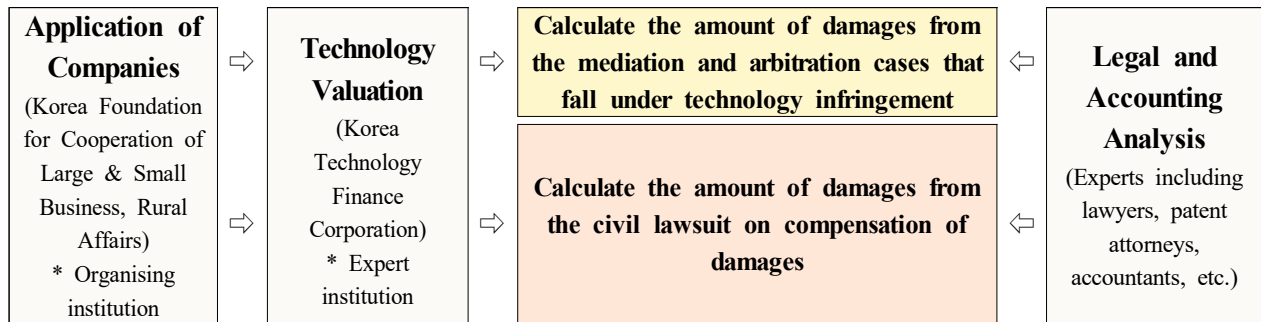 Application of
Companies
(Korea Foundation
for Cooperation of
Large & Small
Business, Rural
Affairs)
* Organising
institution
⇨
⇨
Technology
Valuation
(Korea
Technology
Finance
Corporation)
* Expert
institution
⇨
⇨
Calculate the amount of damages from
the mediation and arbitration cases that
fall under technology infringement
Calculate the amount of damages from
the civil lawsuit on compensation of
damages
⇦
⇦
Legal and
Accounting
Analysis
(Experts including
lawyers, patent
attorneys,
accountants, etc.)